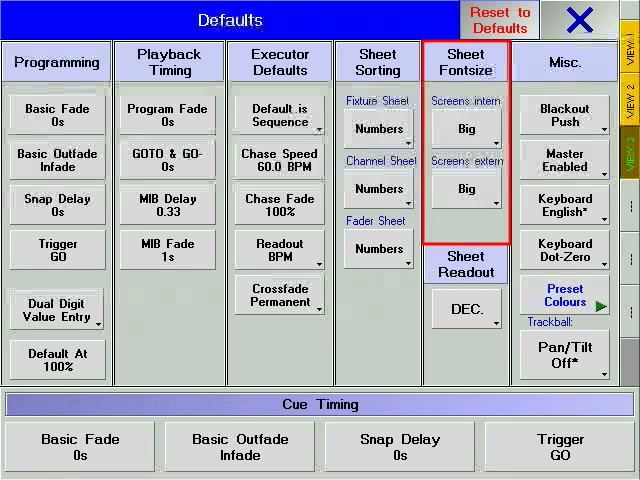 Defaults
Reset to
Defaults
VIEW 1
VIEW 2
VIEW 3
Programming
Basic Fade
0s
Basic Outfade
Infade
Snap Delay
0s
Trigger
GO
Dual Digit
Value Entry
Default At
100%
Playback
Timing
Program Fade
0s
GOTO & GO-
0s
MIB Delay
0.33
MIB Fade
1s
Executor
Defaults
Default is
Sequence
Chase Speed
60.0 BPM
Chase Fade
100%
Readout
BPM
Crossfade
Permanent
Sheet
Sorting
Fixture Sheet
Numbers
Channel Sheet
Numbers
Fader Sheet
Numbers
Sheet
Fontsize
Screens intern
Big
Screens extern
Big
Sheet
Readout
DEC.
Misc.
Blackout
Push
Master
Enabled
Keyboard
English*
Keyboard
Dot-Zero
Preset
Colours
Trackball:
Pan/Tilt
Off*
Cue Timing
Basic Fade
0s
Basic Outfade
Infade
Snap Delay
0s
Trigger
GO